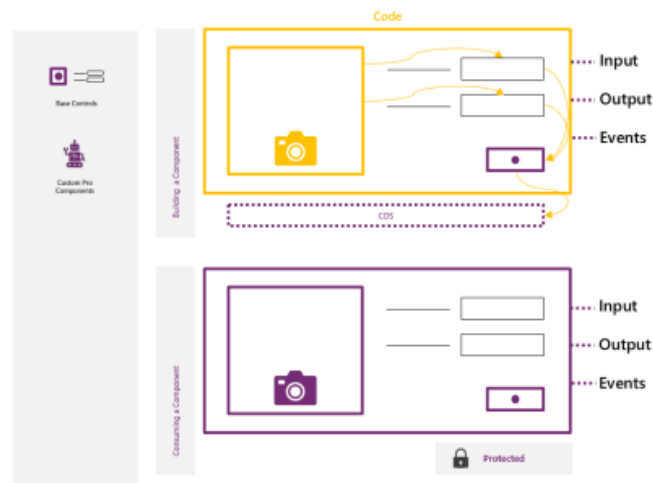 Code
Base Controls
Custom Pro
Components
Building a Component
Input
Output
Events
CDS
Consuming a Component
Input
Output
Events
Protected